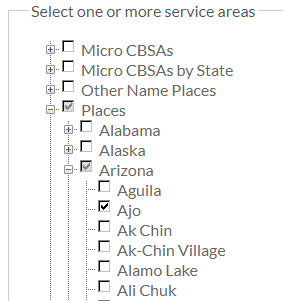 Select one or more service areas
Micro CBSAs
Micro CBSAs by State
Other Name Places
Places
Alabama
Alaska
Arizona
Aguila
Ajo
Ak Chin
Ak-Chin Village
Alamo Lake
Ali Chuk